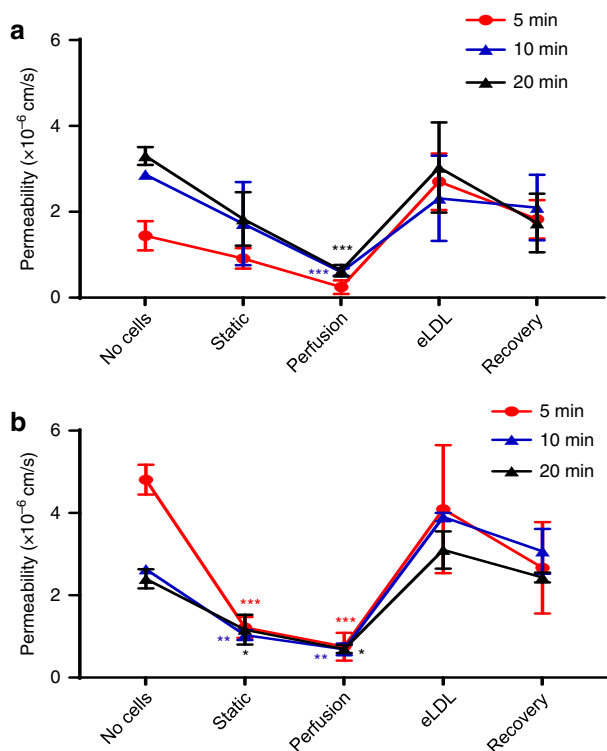 a
5 min
10 min
20 min
Permeability (×10⁻⁶ cm/s)
6
4
2
0
***
***
No cells
Static
Perfusion
eLDL
Recovery
b
5 min
10 min
20 min
Permeability (×10⁻⁶ cm/s)
6
4
2
0
***
**
*
***
**
*
No cells
Static
Perfusion
eLDL
Recovery